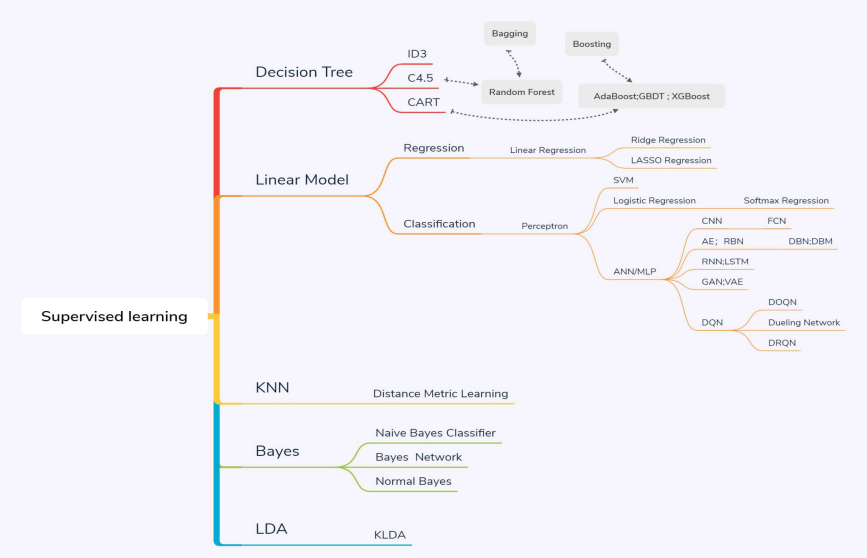 Supervised learning
Decision Tree
ID3
C4.5
CART
Bagging
Random Forest
Boosting
AdaBoost;GBDT ; XGBoost
Linear Model
Regression
Linear Regression
Ridge Regression
LASSO Regression
Classification
Perceptron
SVM
Logistic Regression
Softmax Regression
ANN/MLP
CNN
FCN
AE; RBN
DBN;DBM
RNN;LSTM
GAN;VAE
DQN
DOQN
Dueling Network
DRQN
KNN
Distance Metric Learning
Bayes
Naive Bayes Classifier
Bayes Network
Normal Bayes
LDA
KLDA